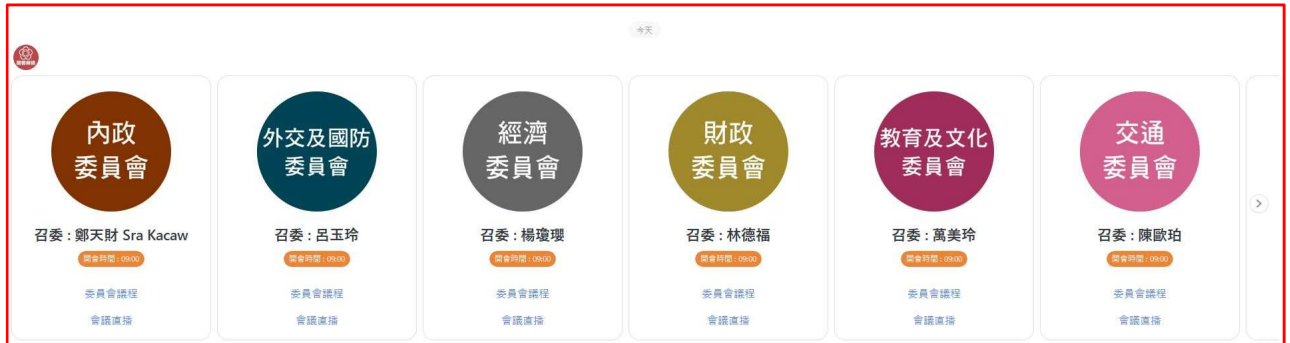 今天
內政
委員會
召委 : 鄭天財 Sra Kacaw
開會時間 : 09:00
委員會議程
會議直播
外交及國防
委員會
召委 : 呂玉玲
開會時間 : 09:00
委員會議程
會議直播
經濟
委員會
召委 : 楊瓊瓔
開會時間 : 09:00
委員會議程
會議直播
財政
委員會
召委 : 林德福
開會時間 : 09:00
委員會議程
會議直播
教育及文化
委員會
召委 : 萬美玲
開會時間 : 09:00
委員會議程
會議直播
交通
委員會
召委 : 陳歐珀
開會時間 : 09:00
委員會議程
會議直播